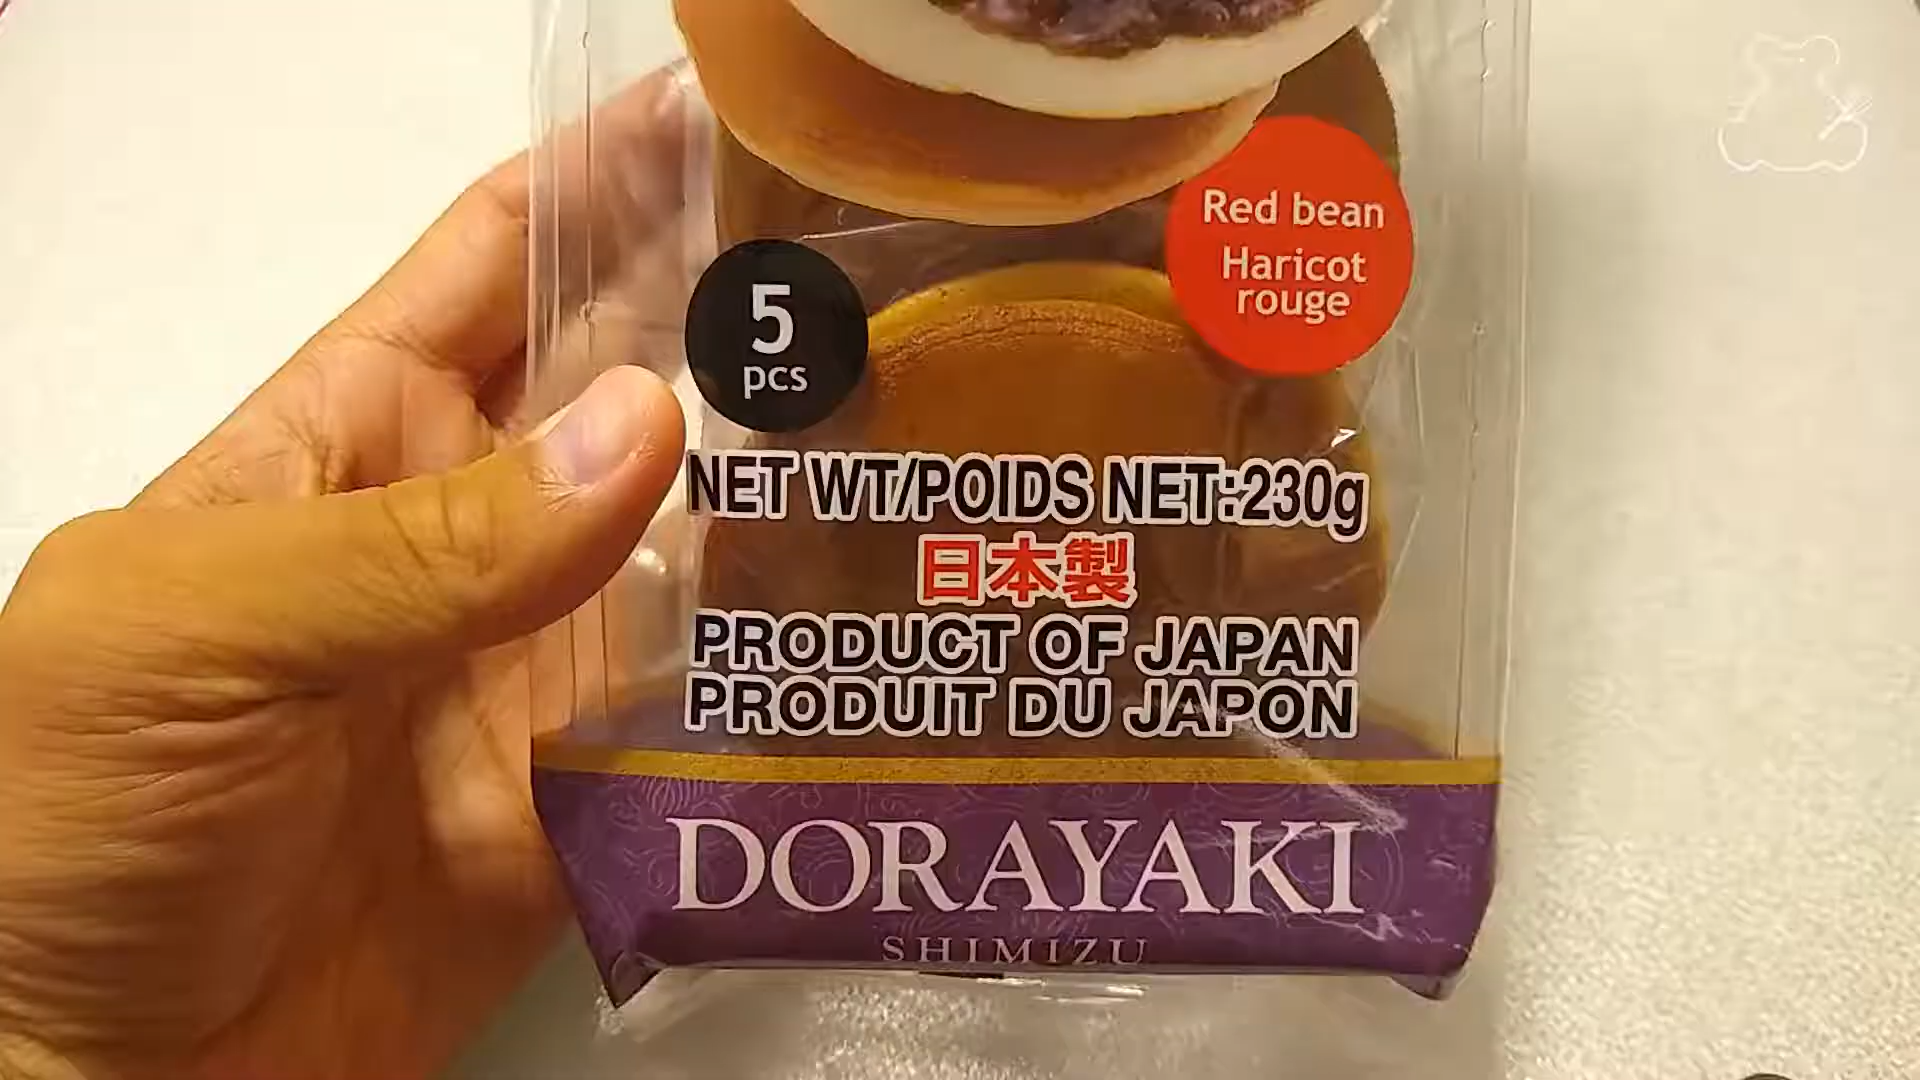 Red bean
Haricot
rouge
5
pcs
NET WT/POIDS NET:230g
日本製
PRODUCT OF JAPAN
PRODUIT DU JAPON
DORAYAKI
SHIMIZU